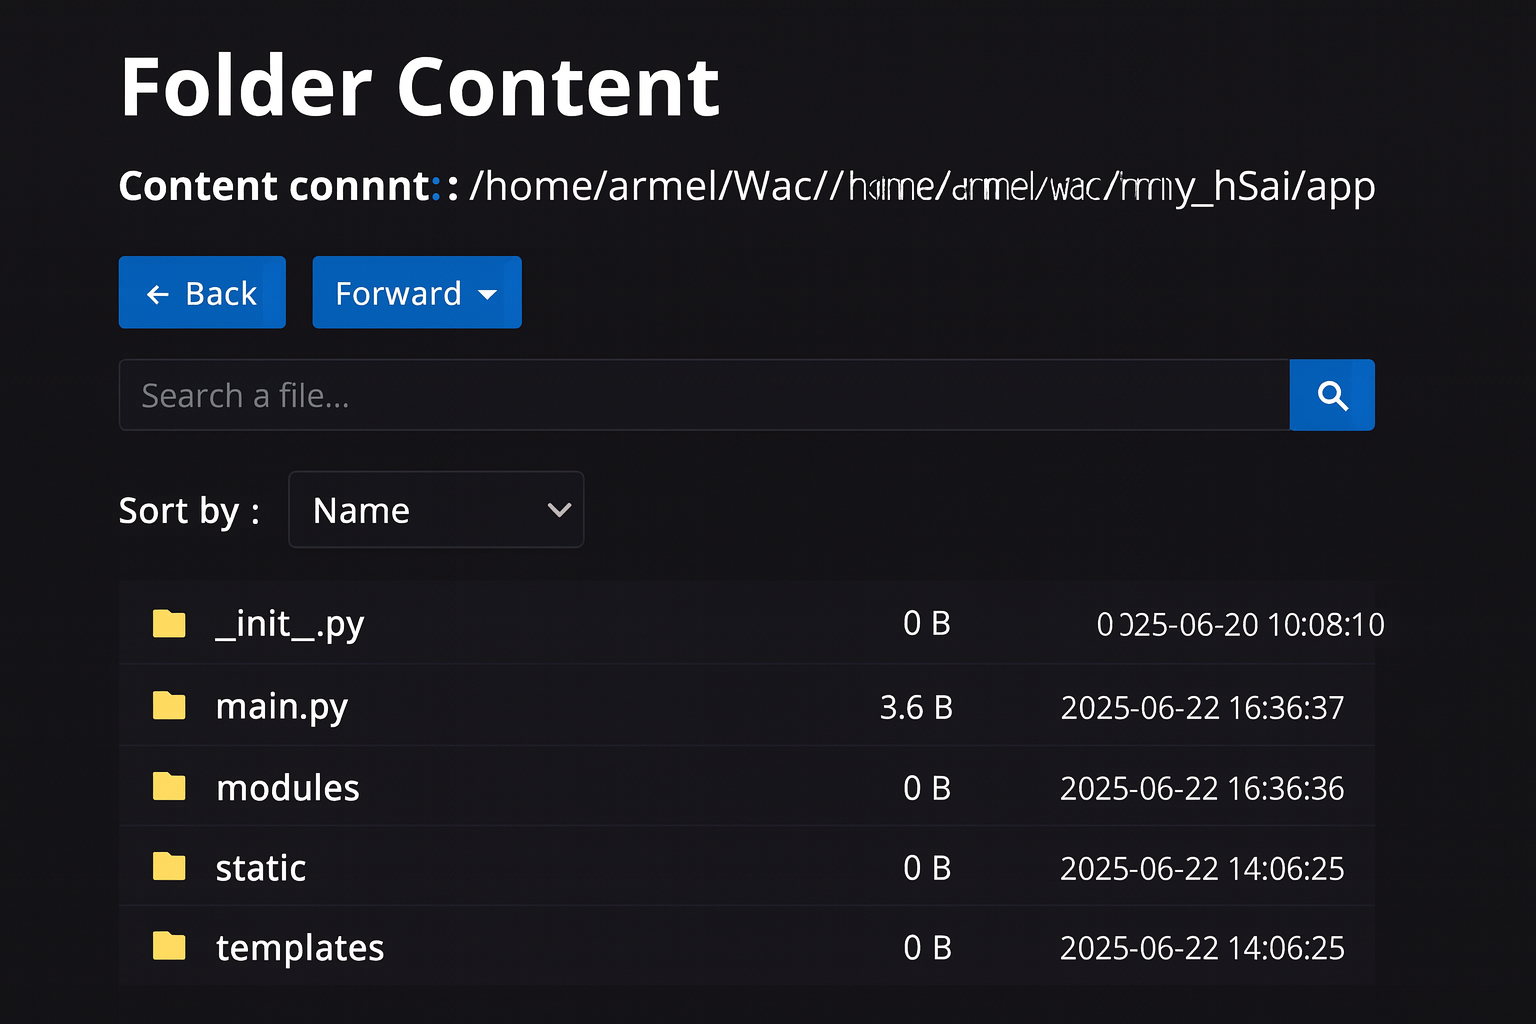 Folder Content
Content connnt:: /home/armel/Wac//home/armel/wac/ /app
← Back Forward
Search a file...
Sort by : Name
_init_.py 0 B 0025-06-20 10:08:10
main.py 3.6 B 2025-06-22 16:36:37
modules 0 B 2025-06-22 16:36:36
static 0 B 2025-06-22 14:06:25
templates 0 B 2025-06-22 14:06:25